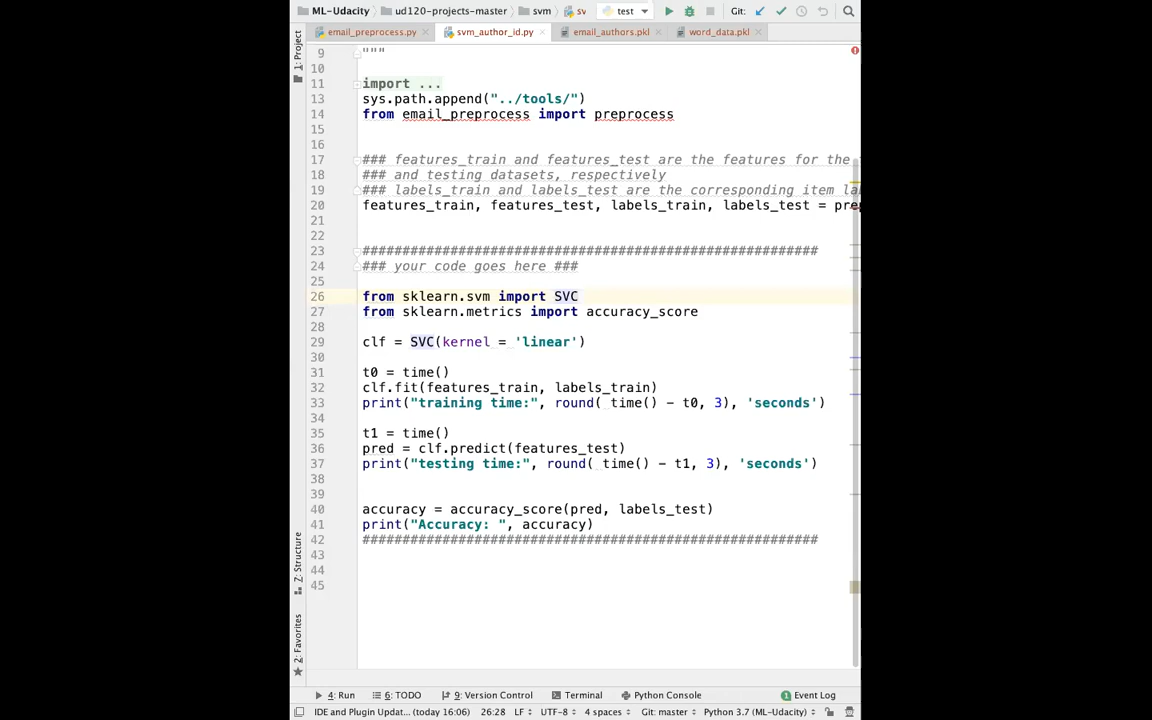 ML-Udacity ud120-projects-master svm sv test Git:
email_preprocess.py svm_author_id.py email_authors.pkl word_data.pkl
1: Project
9 """
10
11 import ...
13 sys.path.append("../tools/")
14 from email_preprocess import preprocess
15
16
17 ### features_train and features_test are the features for the
18 ### and testing datasets, respectively
19 ### labels_train and labels_test are the corresponding item la
20 features_train, features_test, labels_train, labels_test = prep
21
22
23 #########################################################
24 ### your code goes here ###
25
26 from sklearn.svm import SVC
27 from sklearn.metrics import accuracy_score
28
29 clf = SVC(kernel = 'linear')
30
31 t0 = time()
32 clf.fit(features_train, labels_train)
33 print("training time:", round( time() - t0, 3), 'seconds')
34
35 t1 = time()
36 pred = clf.predict(features_test)
37 print("testing time:", round( time() - t1, 3), 'seconds')
38
39
40 accuracy = accuracy_score(pred, labels_test)
41 print("Accuracy: ", accuracy)
42 #########################################################
43
44
45
7: Structure
2: Favorites
4: Run 6: TODO 9: Version Control Terminal Python Console 1 Event Log
IDE and Plugin Updat... (today 16:06) 26:28 LF UTF-8 4 spaces Git: master Python 3.7 (ML-Udacity)